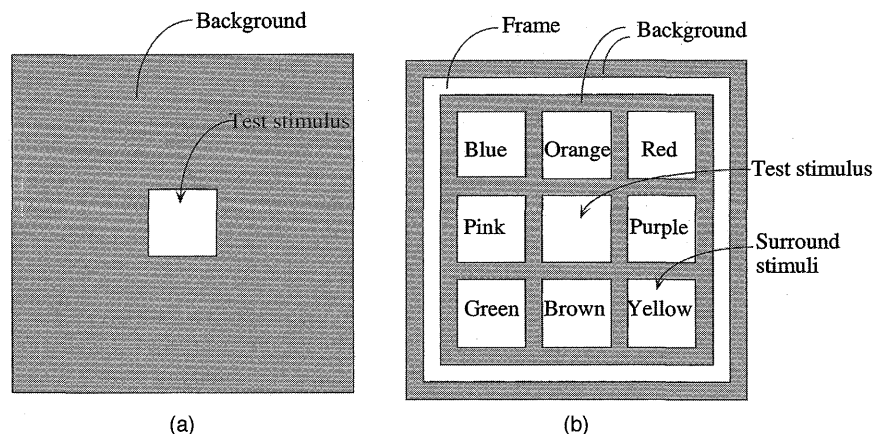 Background
Test stimulus
(a)
Frame
Background
Blue Orange Red
Test stimulus
Pink Purple
Surround
stimuli
Green Brown Yellow
(b)